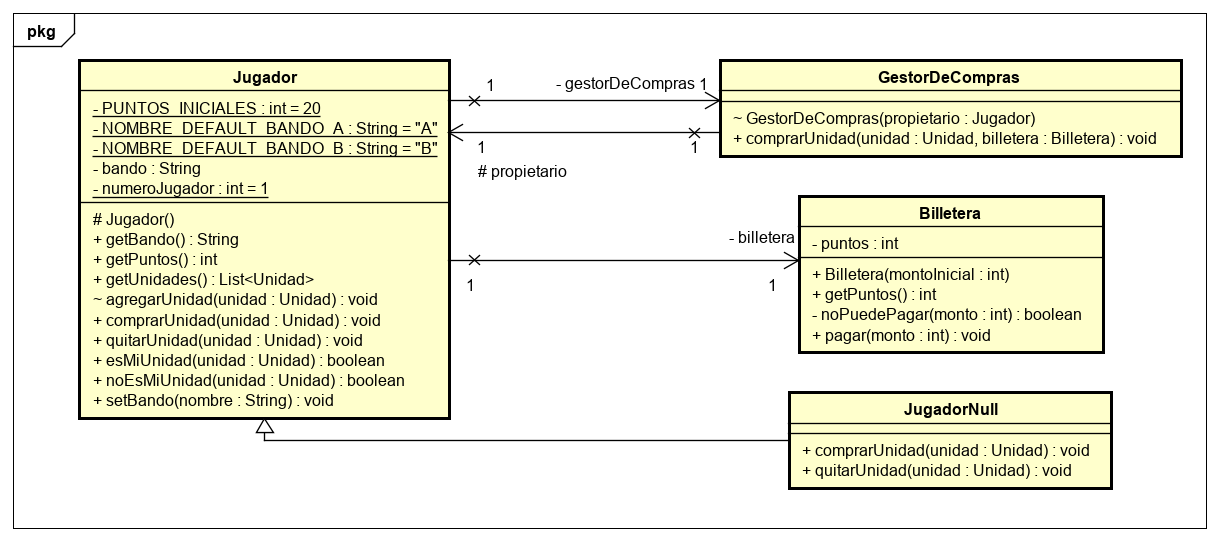 pkg
Jugador
- PUNTOS_INICIALES : int = 20
- NOMBRE_DEFAULT_BANDO_A : String = "A"
- NOMBRE_DEFAULT_BANDO_B : String = "B"
- bando : String
- numeroJugador : int = 1
# Jugador()
+ getBando() : String
+ getPuntos() : int
+ getUnidades() : List<Unidad>
~ agregarUnidad(unidad : Unidad) : void
+ comprarUnidad(unidad : Unidad) : void
+ quitarUnidad(unidad : Unidad) : void
+ esMiUnidad(unidad : Unidad) : boolean
+ noEsMiUnidad(unidad : Unidad) : boolean
+ setBando(nombre : String) : void
1
- gestorDeCompras 1
1
1
# propietario
GestorDeCompras
~ GestorDeCompras(propietario : Jugador)
+ comprarUnidad(unidad : Unidad, billetera : Billetera) : void
- billetera
1
1
Billetera
- puntos : int
+ Billetera(montoInicial : int)
+ getPuntos() : int
- noPuedePagar(monto : int) : boolean
+ pagar(monto : int) : void
JugadorNull
+ comprarUnidad(unidad : Unidad) : void
+ quitarUnidad(unidad : Unidad) : void